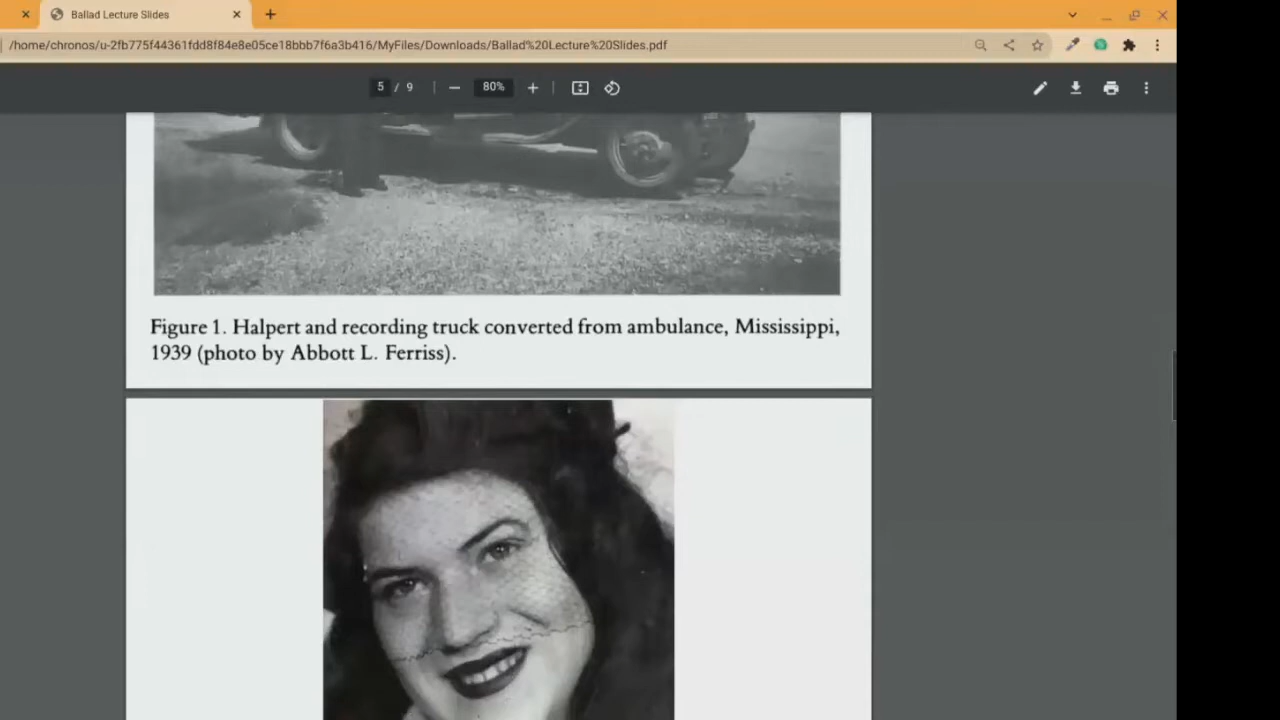 Ballad Lecture Slides
/home/chronos/u-2fb775f44361fdd8f84e8e05ce18bbb7f6a3b416/MyFiles/Downloads/Ballad%20Lecture%20Slides.pdf
5 / 9 80%
Figure 1. Halpert and recording truck converted from ambulance, Mississippi,
1939 (photo by Abbott L. Ferriss).